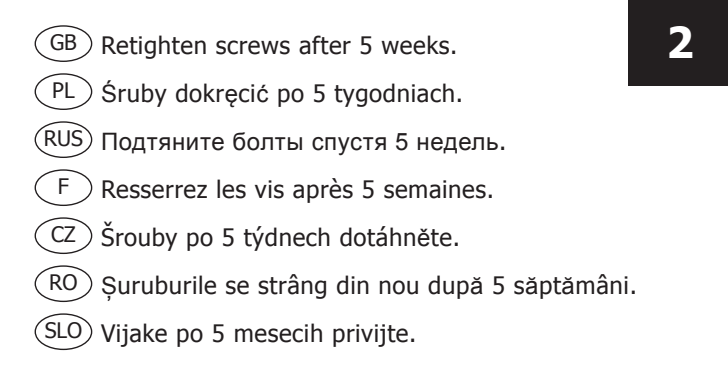 GB Retighten screws after 5 weeks.
2
PL Śruby dokręcić po 5 tygodniach.
RUS Подтяните болты спустя 5 недель.
F Resserrez les vis après 5 semaines.
CZ Šrouby po 5 týdnech dotáhněte.
RO Șuruburile se strâng din nou după 5 săptămâni.
SLO Vijake po 5 mesecih privijte.